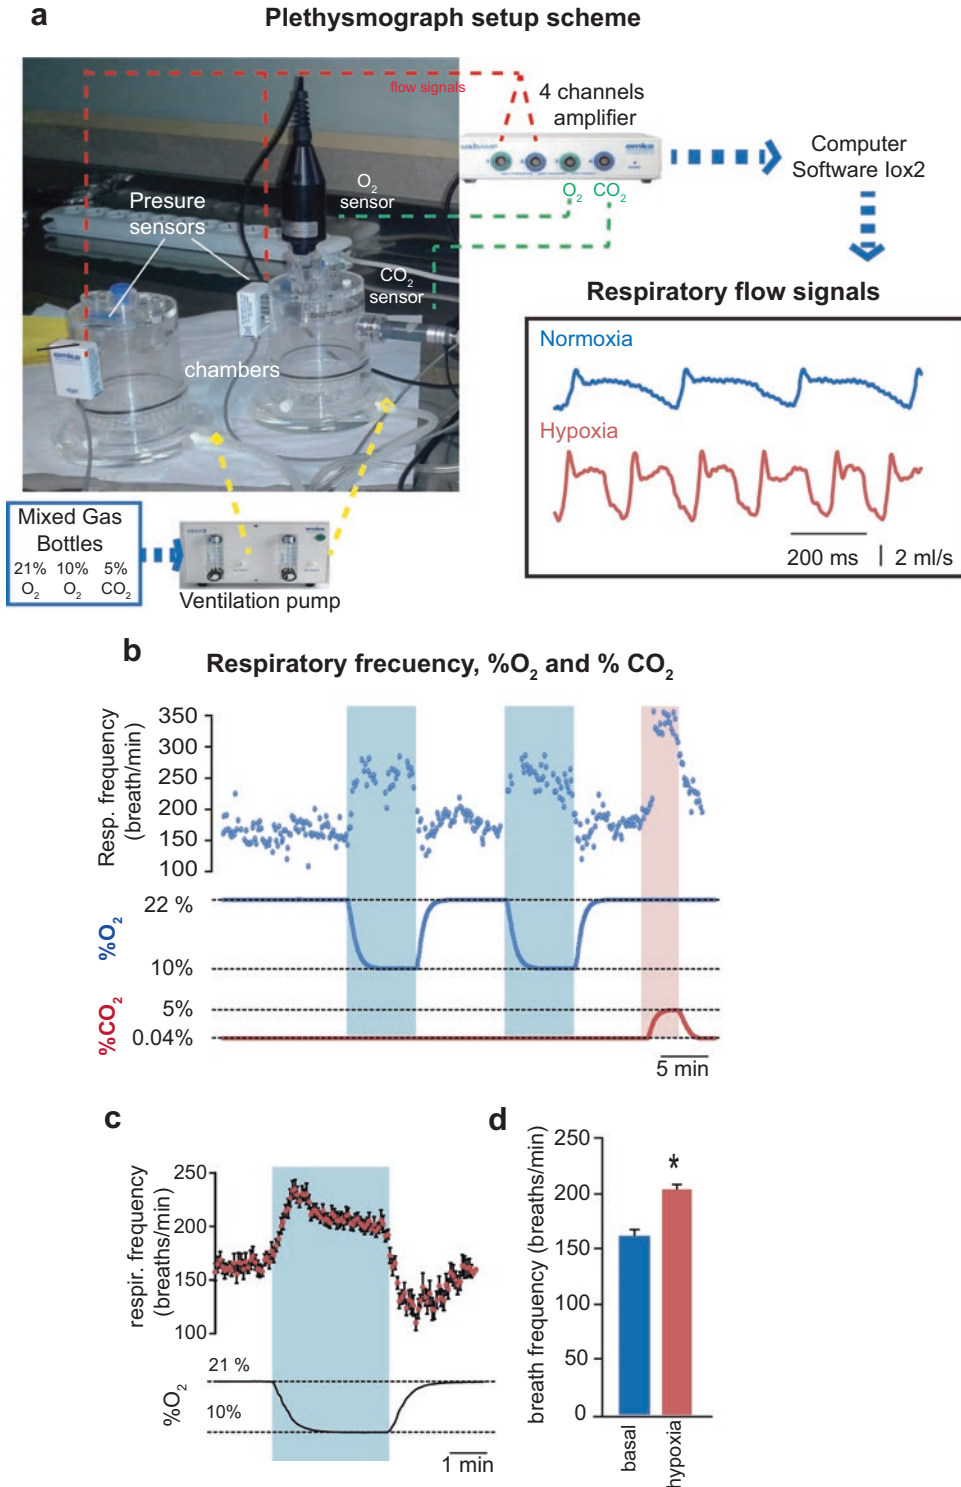 a
Plethysmograph setup scheme
flow signals
4 channels
amplifier
usbAMP
emka
O2 CO2
Computer
Software Iox2
O2
sensor
Presure
sensors
CO2
sensor
emka
chambers
Respiratory flow signals
Normoxia
Hypoxia
200 ms
2 ml/s
Mixed Gas
Bottles
21% 10% 5%
O2 O2 CO2
emka
Ventilation pump
b
Respiratory frecuency, %O2 and % CO2
Resp. frequency
(breath/min)
350
300
250
200
150
100
%O2
22 %
10%
%CO2
5%
0.04%
5 min
c
respir. frequency
(breaths/min)
250
200
150
100
%O2
21 %
10%
1 min
d
breath frequency (breaths/min)
250
*
200
150
100
50
0
basal
hypoxia